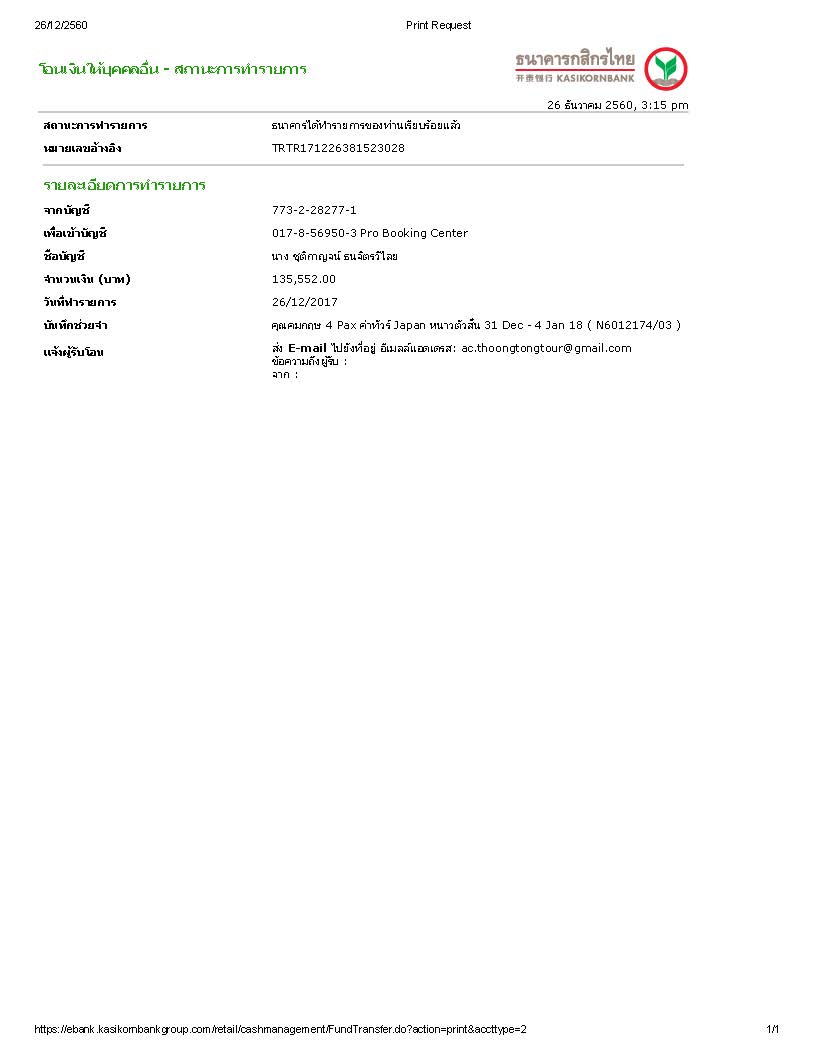 26/12/2560 Print Request
ธนาคารกสิกรไทย
开泰银行 KASIKORNBANK
โอนเงินให้บุคคลอื่น - สถานะการทำรายการ
26 ธันวาคม 2560, 3:15 pm
สถานะการทำรายการ ธนาคารได้ทำรายการของท่านเรียบร้อยแล้ว
หมายเลขอ้างอิง TRTR171226381523028
รายละเอียดการทำรายการ
จากบัญชี 773-2-28277-1
เพื่อเข้าบัญชี 017-8-56950-3 Pro Booking Center
ชื่อบัญชี นาง ชุติกาญจน์ ธนจิตรวิไลย
จำนวนเงิน (บาท) 135,552.00
วันที่ทำรายการ 26/12/2017
บันทึกช่วยจำ คุณคมกฤษ 4 Pax ค่าทัวร์ Japan หนาวตัวสั่น 31 Dec - 4 Jan 18 ( N6012174/03 )
แจ้งผู้รับโอน ส่ง E-mail ไปยังที่อยู่ อีเมลล์แอดเดรส: ac.thoongtongtour@gmail.com
ข้อความถึงผู้รับ :
จาก :
https://ebank.kasikornbankgroup.com/retail/cashmanagement/FundTransfer.do?action=print&accttype=2 1/1